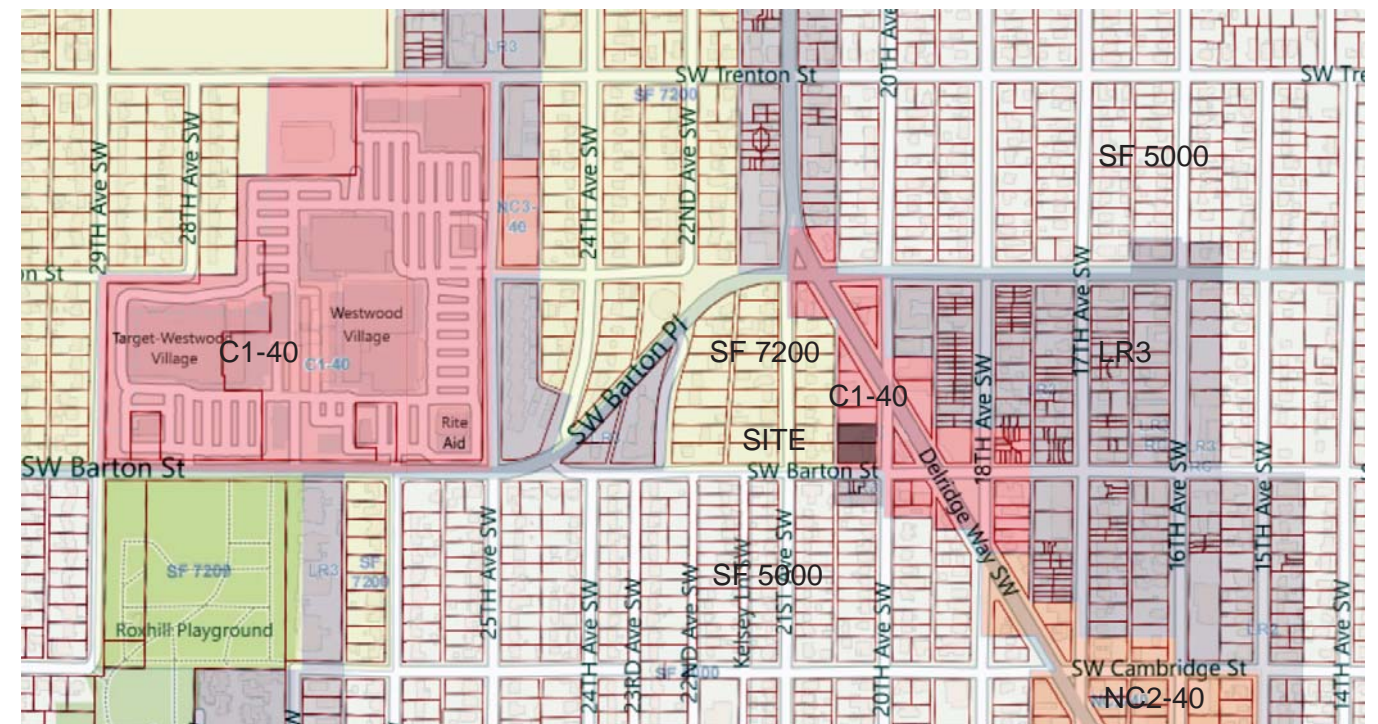 LR3
SW Trenton St
20TH Ave
SW Tre
SF 7200
29TH Ave SW
28TH Ave SW
24TH Ave SW
22ND Ave SW
SF 5000
NC3-
40
n St
17TH Ave SW
Target-Westwood
Village
C1-40
C1-40
Westwood
Village
SW Barton Pl
SF 7200
LR3
C1-40
18TH Ave SW
Rite
Aid
SITE
SW Barton St
SW Barton St
Delridge Way SW
LR3
16TH Ave SW
15TH Ave SW
SF 7200
LR3
SF
7200
Roxhill Playground
25TH Ave SW
24TH Ave SW
23RD Ave SW
22ND Ave SW
SF 5000
21ST Ave SW
20TH Ave SW
14TH Ave SW
SW Cambridge St
NC2-40